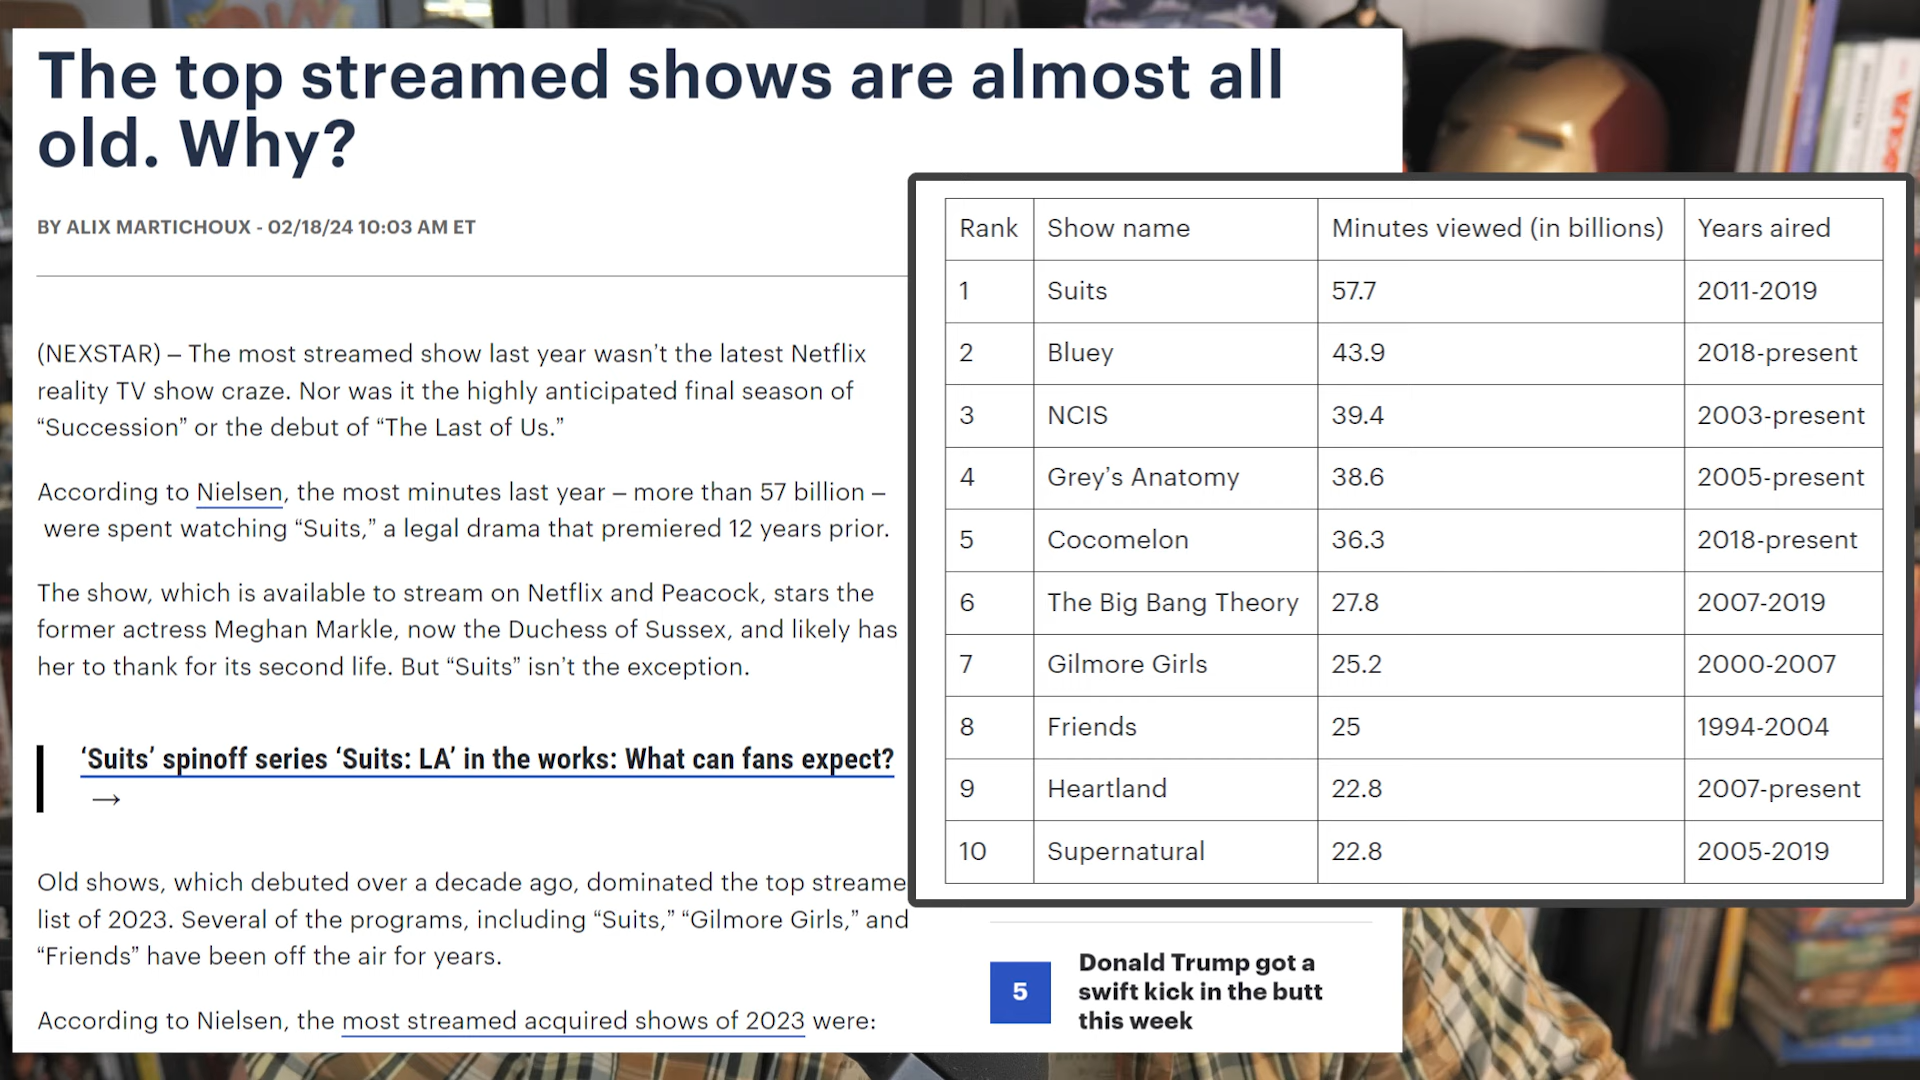 The top streamed shows are almost all
old. Why?
BY ALIX MARTICHOUX - 02/18/24 10:03 AM ET
(NEXSTAR) – The most streamed show last year wasn’t the latest Netflix
reality TV show craze. Nor was it the highly anticipated final season of
“Succession” or the debut of “The Last of Us.”
According to Nielsen, the most minutes last year – more than 57 billion –
were spent watching “Suits,” a legal drama that premiered 12 years prior.
The show, which is available to stream on Netflix and Peacock, stars the
former actress Meghan Markle, now the Duchess of Sussex, and likely has
her to thank for its second life. But “Suits” isn’t the exception.
‘Suits’ spinoff series ‘Suits: LA’ in the works: What can fans expect?
→
Old shows, which debuted over a decade ago, dominated the top streame
list of 2023. Several of the programs, including “Suits,” “Gilmore Girls,” and
“Friends” have been off the air for years.
According to Nielsen, the most streamed acquired shows of 2023 were:
Rank Show name Minutes viewed (in billions) Years aired
1 Suits 57.7 2011-2019
2 Bluey 43.9 2018-present
3 NCIS 39.4 2003-present
4 Grey’s Anatomy 38.6 2005-present
5 Cocomelon 36.3 2018-present
6 The Big Bang Theory 27.8 2007-2019
7 Gilmore Girls 25.2 2000-2007
8 Friends 25 1994-2004
9 Heartland 22.8 2007-present
10 Supernatural 22.8 2005-2019
5
Donald Trump got a
swift kick in the butt
this week